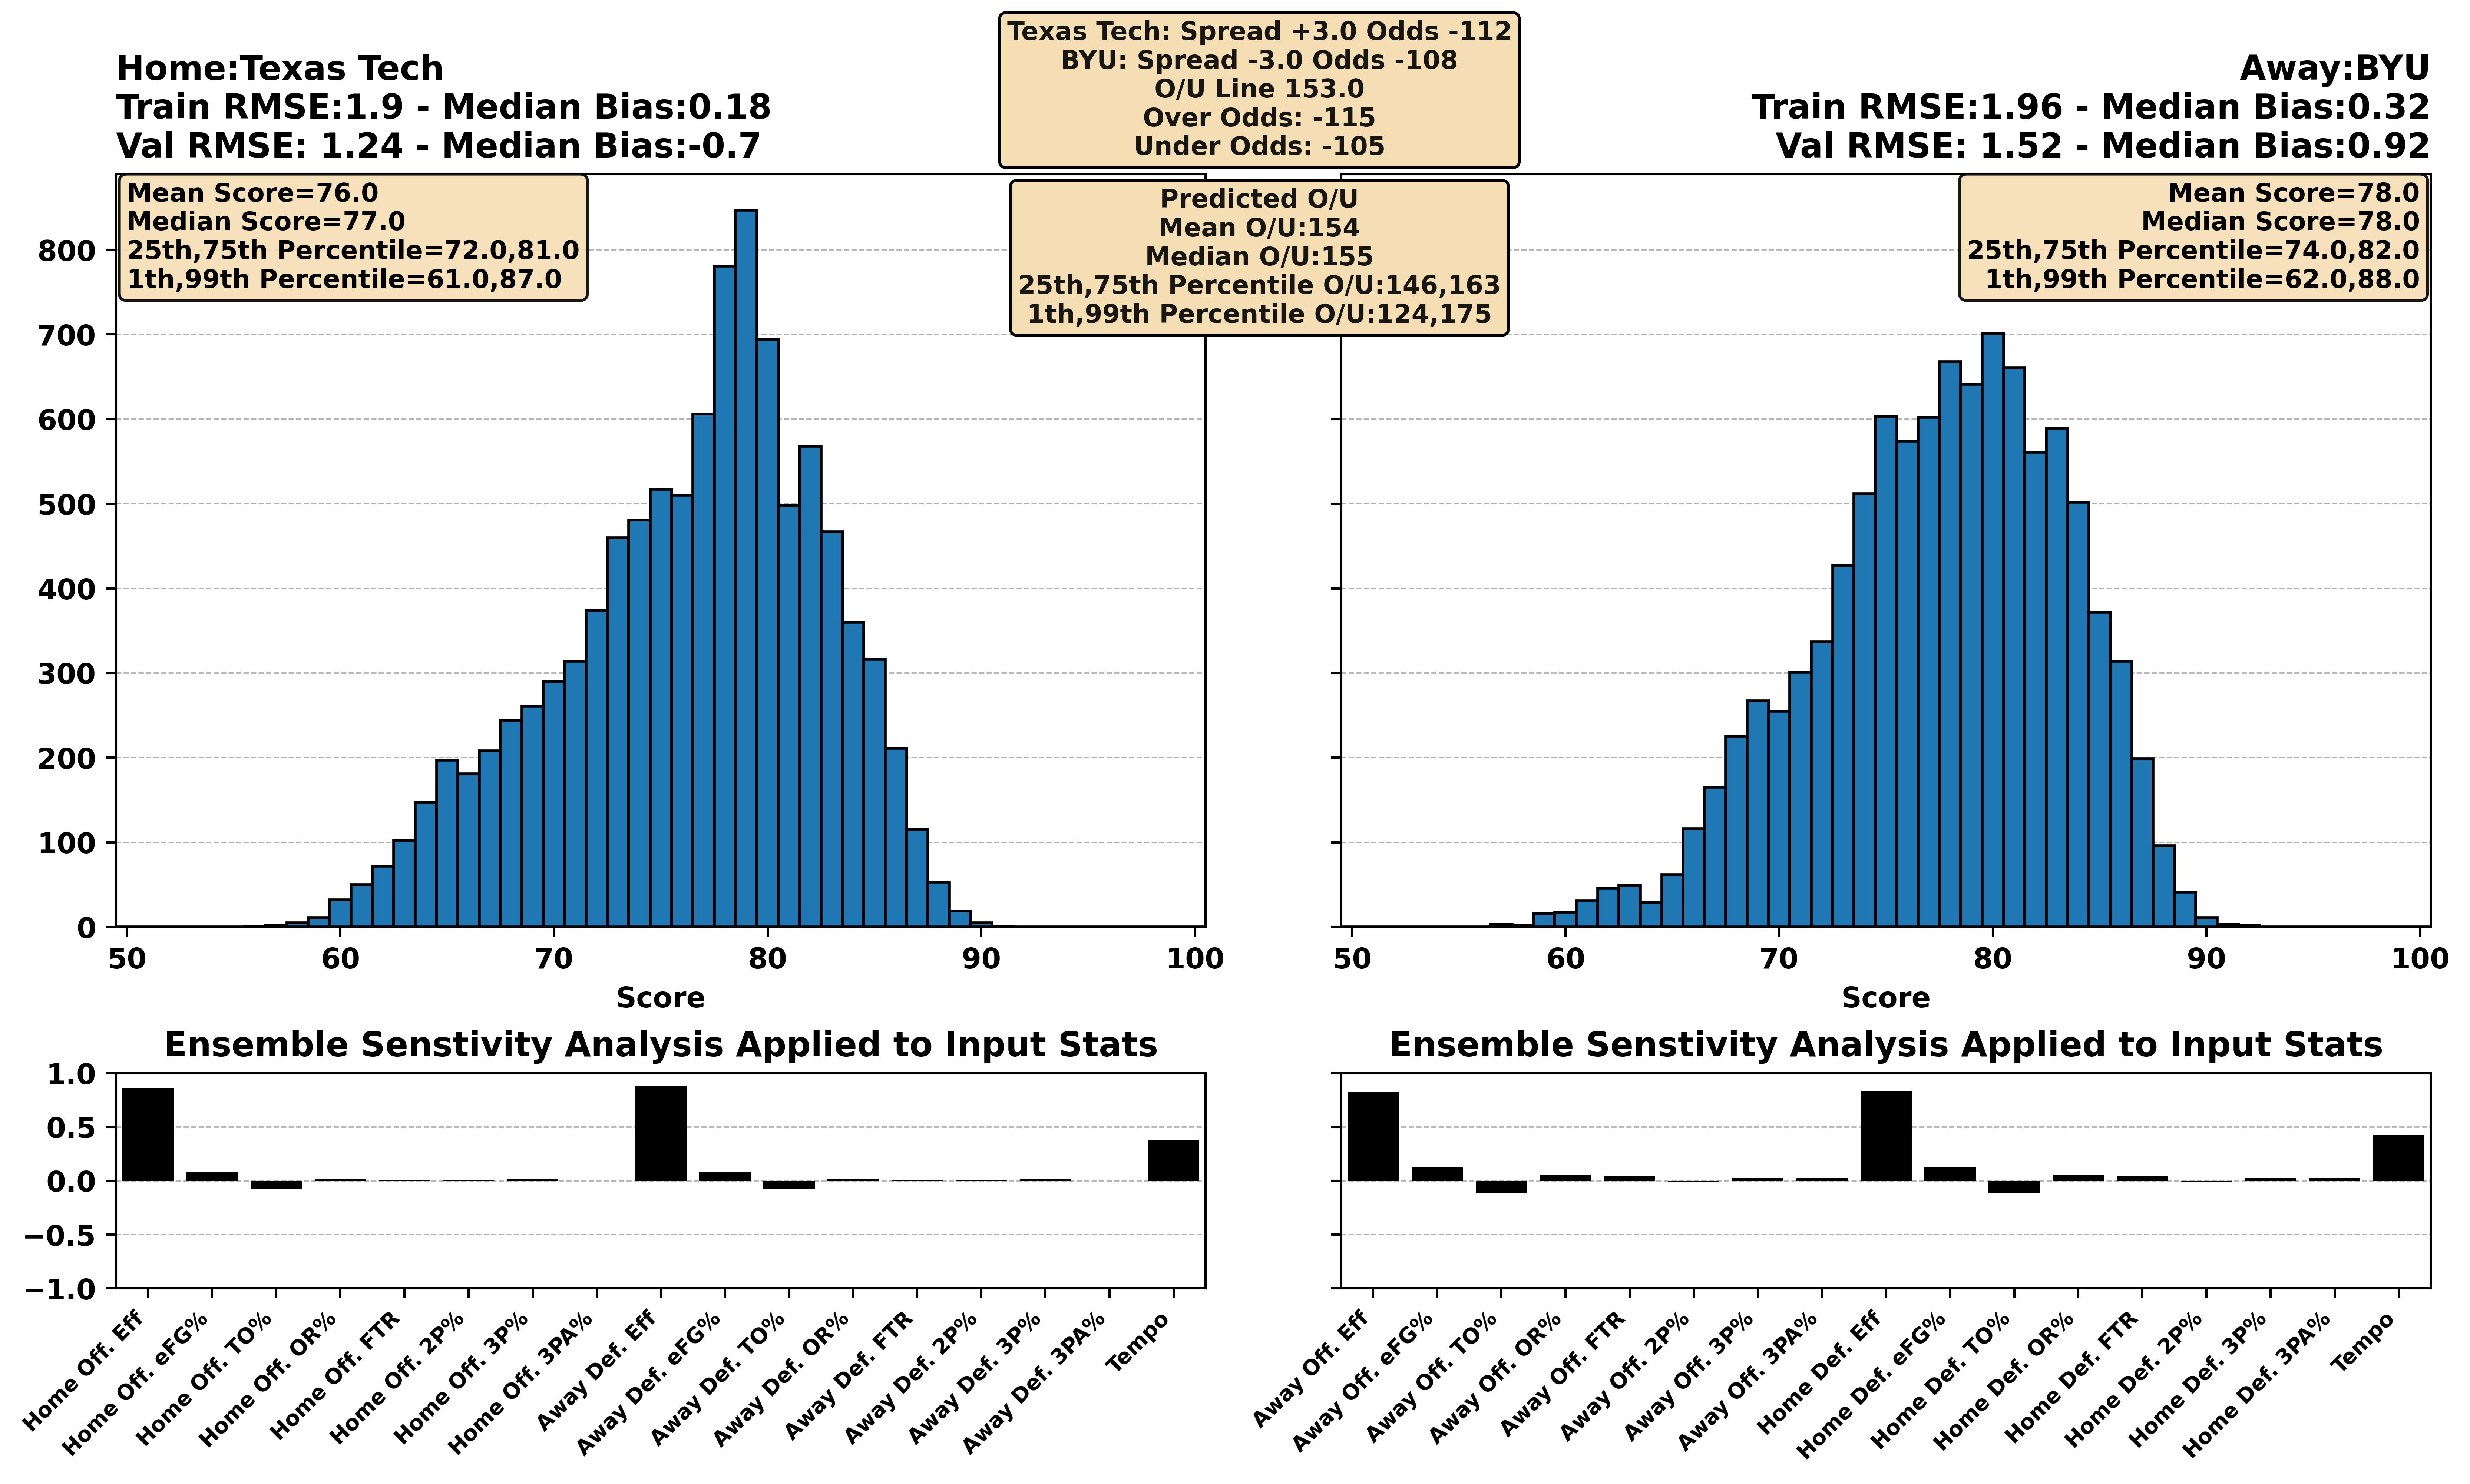 Texas Tech: Spread +3.0 Odds -112
BYU: Spread -3.0 Odds -108
O/U Line 153.0
Over Odds: -115
Under Odds: -105
Home:Texas Tech
Train RMSE:1.9 - Median Bias:0.18
Val RMSE: 1.24 - Median Bias:-0.7
Away:BYU
Train RMSE:1.96 - Median Bias:0.32
Val RMSE: 1.52 - Median Bias:0.92
Mean Score=76.0
Median Score=77.0
25th,75th Percentile=72.0,81.0
1th,99th Percentile=61.0,87.0
Predicted O/U
Mean O/U:154
Median O/U:155
25th,75th Percentile O/U:146,163
1th,99th Percentile O/U:124,175
Mean Score=78.0
Median Score=78.0
25th,75th Percentile=74.0,82.0
1th,99th Percentile=62.0,88.0
800
700
600
500
400
300
200
100
0
50 60 70 80 90 100
Score
50 60 70 80 90 100
Score
Ensemble Senstivity Analysis Applied to Input Stats
1.0
0.5
0.0
−0.5
−1.0
Home Off. Eff
Home Off. eFG%
Home Off. TO%
Home Off. OR%
Home Off. FTR
Home Off. 2P%
Home Off. 3P%
Home Off. 3PA%
Away Def. Eff
Away Def. eFG%
Away Def. TO%
Away Def. OR%
Away Def. FTR
Away Def. 2P%
Away Def. 3P%
Away Def. 3PA%
Tempo
Ensemble Senstivity Analysis Applied to Input Stats
Away Off. Eff
Away Off. eFG%
Away Off. TO%
Away Off. OR%
Away Off. FTR
Away Off. 2P%
Away Off. 3P%
Away Off. 3PA%
Home Def. Eff
Home Def. eFG%
Home Def. TO%
Home Def. OR%
Home Def. FTR
Home Def. 2P%
Home Def. 3P%
Home Def. 3PA%
Tempo